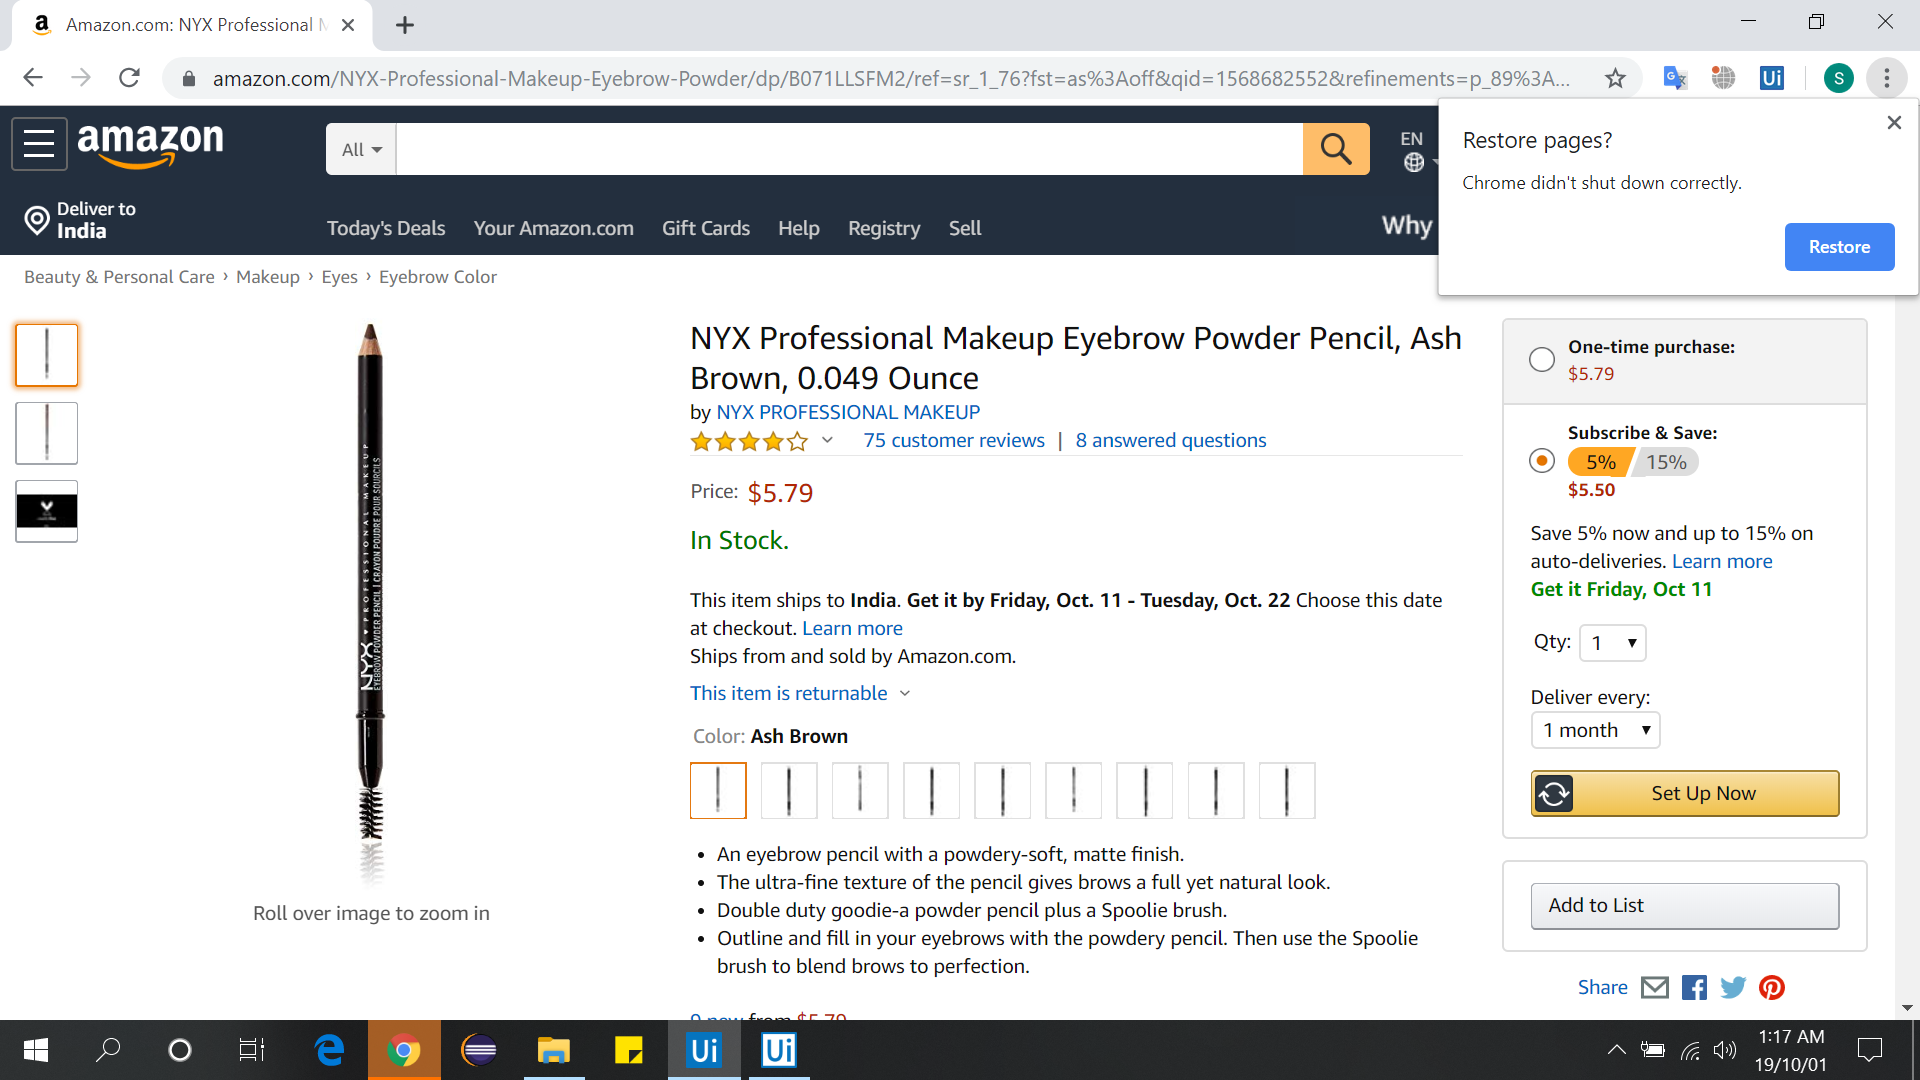 Amazon.com: NYX Professional M
amazon.com/NYX-Professional-Makeup-Eyebrow-Powder/dp/B071LLSFM2/ref=sr_1_76?fst=as%3Aoff&qid=1568682552&refinements=p_89%3A...
Ui
S
Restore pages?
Chrome didn't shut down correctly.
Restore
amazon
All
EN
Deliver to
India
Today's Deals Your Amazon.com Gift Cards Help Registry Sell
Why
Beauty & Personal Care › Makeup › Eyes › Eyebrow Color
NYX PROFESSIONAL MAKEUP
EYEBROW POWDER PENCIL | CRAYON POUDRE POUR SOURCILS
Roll over image to zoom in
NYX Professional Makeup Eyebrow Powder Pencil, Ash
Brown, 0.049 Ounce
by NYX PROFESSIONAL MAKEUP
75 customer reviews | 8 answered questions
Price: $5.79
In Stock.
This item ships to India. Get it by Friday, Oct. 11 - Tuesday, Oct. 22 Choose this date
at checkout. Learn more
Ships from and sold by Amazon.com.
This item is returnable
Color: Ash Brown
• An eyebrow pencil with a powdery-soft, matte finish.
• The ultra-fine texture of the pencil gives brows a full yet natural look.
• Double duty goodie-a powder pencil plus a Spoolie brush.
• Outline and fill in your eyebrows with the powdery pencil. Then use the Spoolie
brush to blend brows to perfection.
9 new from $5.79
One-time purchase:
$5.79
Subscribe & Save:
5% 15%
$5.50
Save 5% now and up to 15% on
auto-deliveries. Learn more
Get it Friday, Oct 11
Qty: 1
Deliver every:
1 month
Set Up Now
Add to List
Share
Ui
Ui
1:17 AM
19/10/01